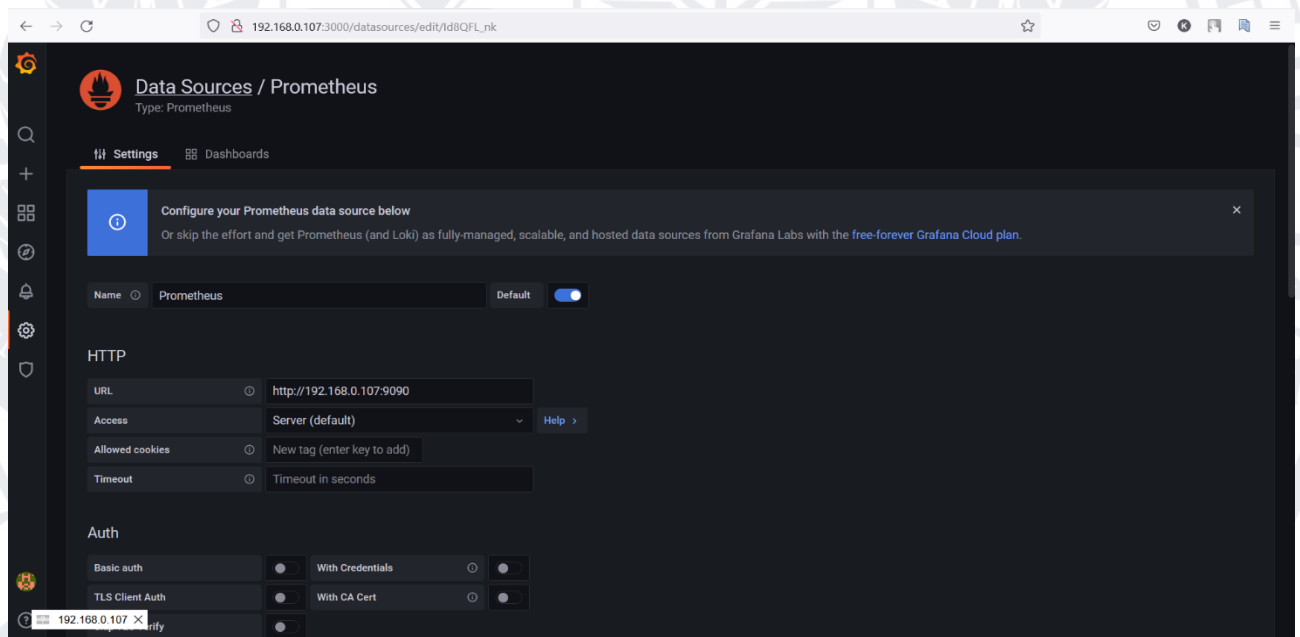 192.168.0.107:3000/datasources/edit/Id8QFL_nk
K
Data Sources / Prometheus
Type: Prometheus
Settings
Dashboards
Configure your Prometheus data source below
Or skip the effort and get Prometheus (and Loki) as fully-managed, scalable, and hosted data sources from Grafana Labs with the free-forever Grafana Cloud plan.
Name Prometheus Default
HTTP
URL http://192.168.0.107:9090
Access Server (default) Help >
Allowed cookies New tag (enter key to add)
Timeout Timeout in seconds
Auth
Basic auth With Credentials
TLS Client Auth With CA Cert
192.168.0.107